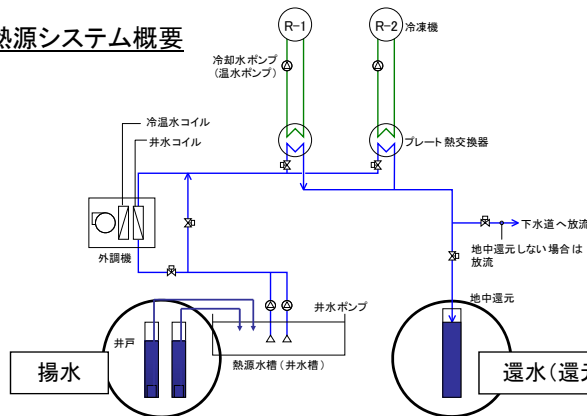 熱源システム概要
R-1
R-2
冷凍機
冷却水ポンプ
(温水ポンプ)
冷温水コイル
井水コイル
プレート熱交換器
外調機
下水道へ放流
地中還元しない場合は
放流
井水ポンプ
地中還元
井戸
熱源水槽(井水槽)
揚水
還水(還元